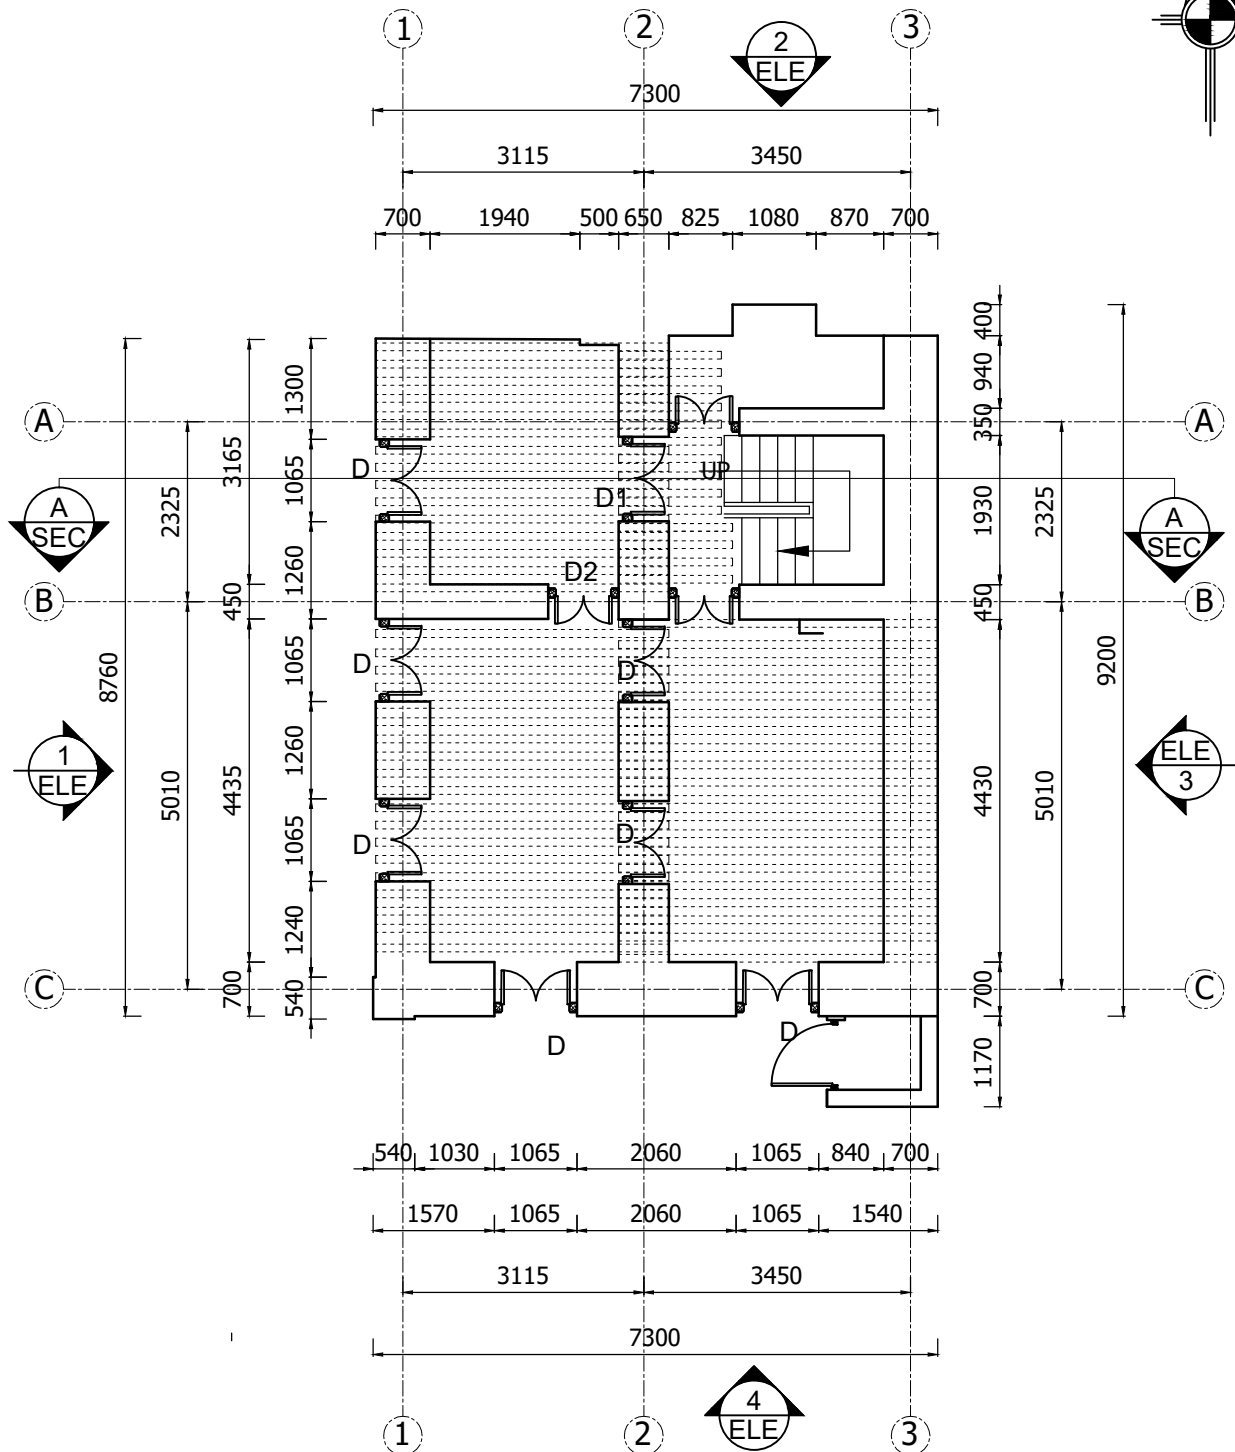 1 2 3
2
ELE
7300
3115 3450
700 1940 500 650 825 1080 870 700
400
940
350
1930
450
4430
700
1170
9200
2325
5010
A A
B B
C C
1300
1065
1260
1065
1260
1065
1240
540
3165
450
4435
700
2325
5010
8760
A
SEC
A
SEC
D
D1
UP
D2
D D
D D
D D
1
ELE
ELE
3
540 1030 1065 2060 1065 840 700
1570 1065 2060 1065 1540
3115 3450
7300
4
ELE
1 2 3